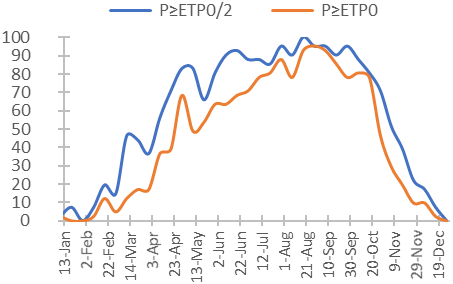 P≥ETP0/2
P≥ETP0
100
90
80
70
60
50
40
30
20
10
0
13-Jan
2-Feb
22-Feb
14-Mar
3-Apr
23-Apr
13-May
2-Jun
22-Jun
12-Jul
1-Aug
21-Aug
10-Sep
30-Sep
20-Oct
9-Nov
29-Nov
19-Dec